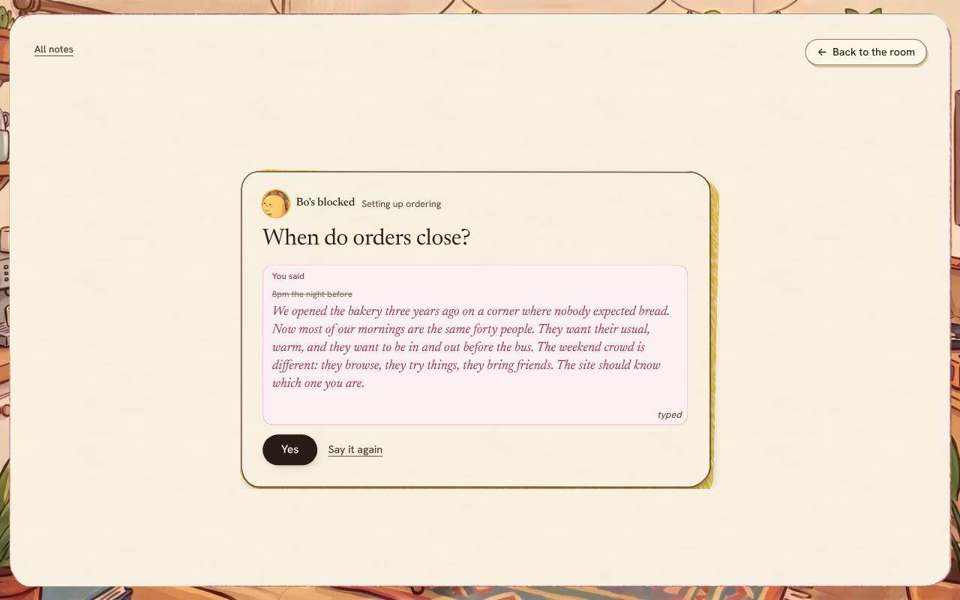 All notes
← Back to the room
Bo's blocked Setting up ordering
When do orders close?
You said
8pm the night before
We opened the bakery three years ago on a corner where nobody expected bread.
Now most of our mornings are the same forty people. They want their usual,
warm, and they want to be in and out before the bus. The weekend crowd is
different: they browse, they try things, they bring friends. The site should know
which one you are.
typed
Yes Say it again